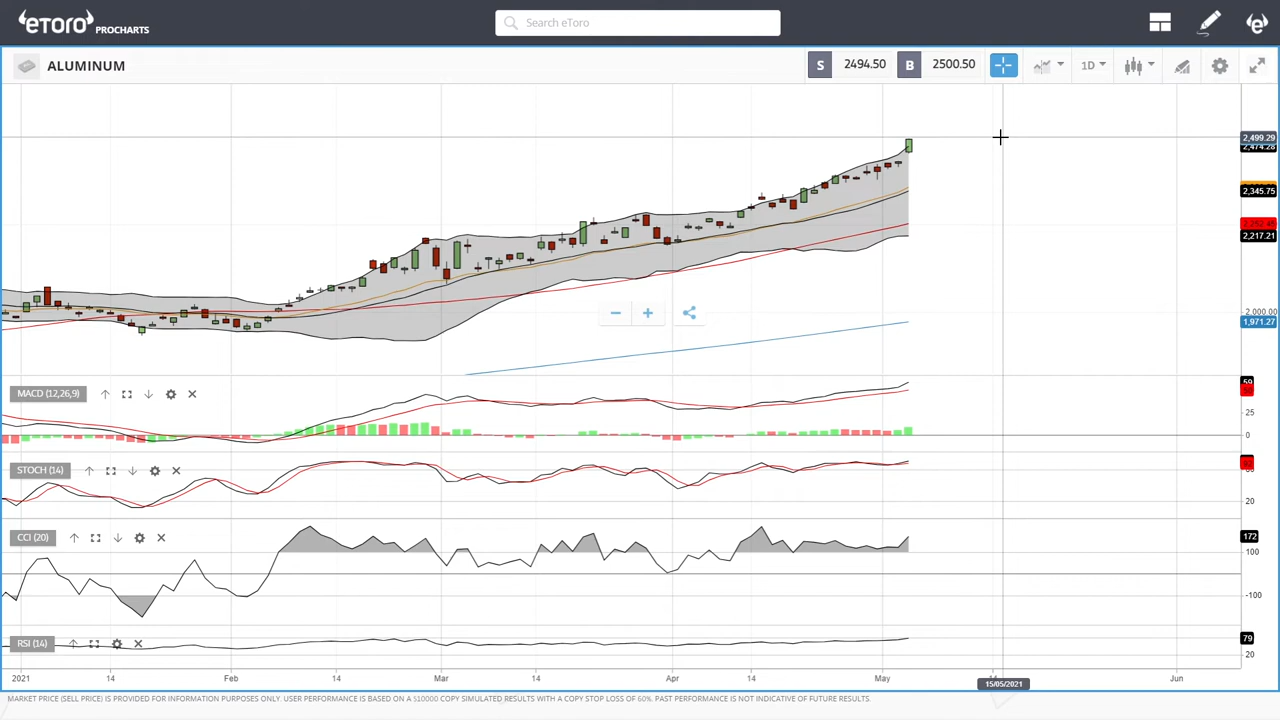 eToro PROCHARTS
Search eToro
ALUMINUM
S 2494.50 B 2500.50
1D
2,499.29
2,474.28
2,345.75
2,217.21
2,000.00
1,971.27
MACD (12,26,9)
59
25
0
STOCH (14)
20
CCI (20)
172
100
-100
RSI (14)
79
20
2021 14 Feb 14 Mar 14 Apr 14 May Jun
15/05/2021
MARKET PRICE (SELL PRICE) IS PROVIDED FOR INFORMATION PURPOSES ONLY. USER PERFORMANCE IS BASED ON A $10000 COPY SIMULATED RESULTS WITH A COPY STOP LOSS OF 60%. PAST PERFORMANCE IS NOT INDICATIVE OF FUTURE RESULTS.